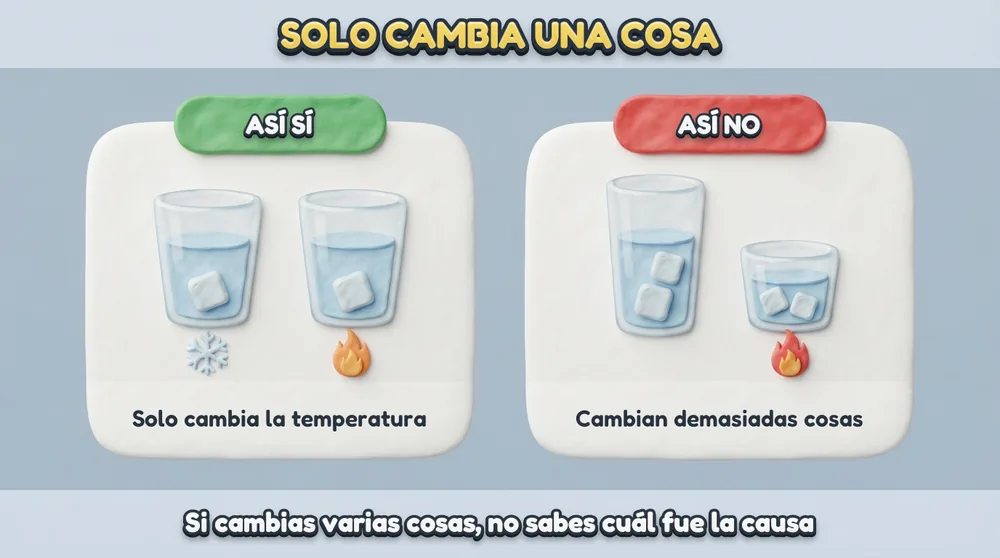 SOLO CAMBIA UNA COSA
ASÍ SÍ
ASÍ NO
Solo cambia la temperatura
Cambian demasiadas cosas
Si cambias varias cosas, no sabes cuál fue la causa